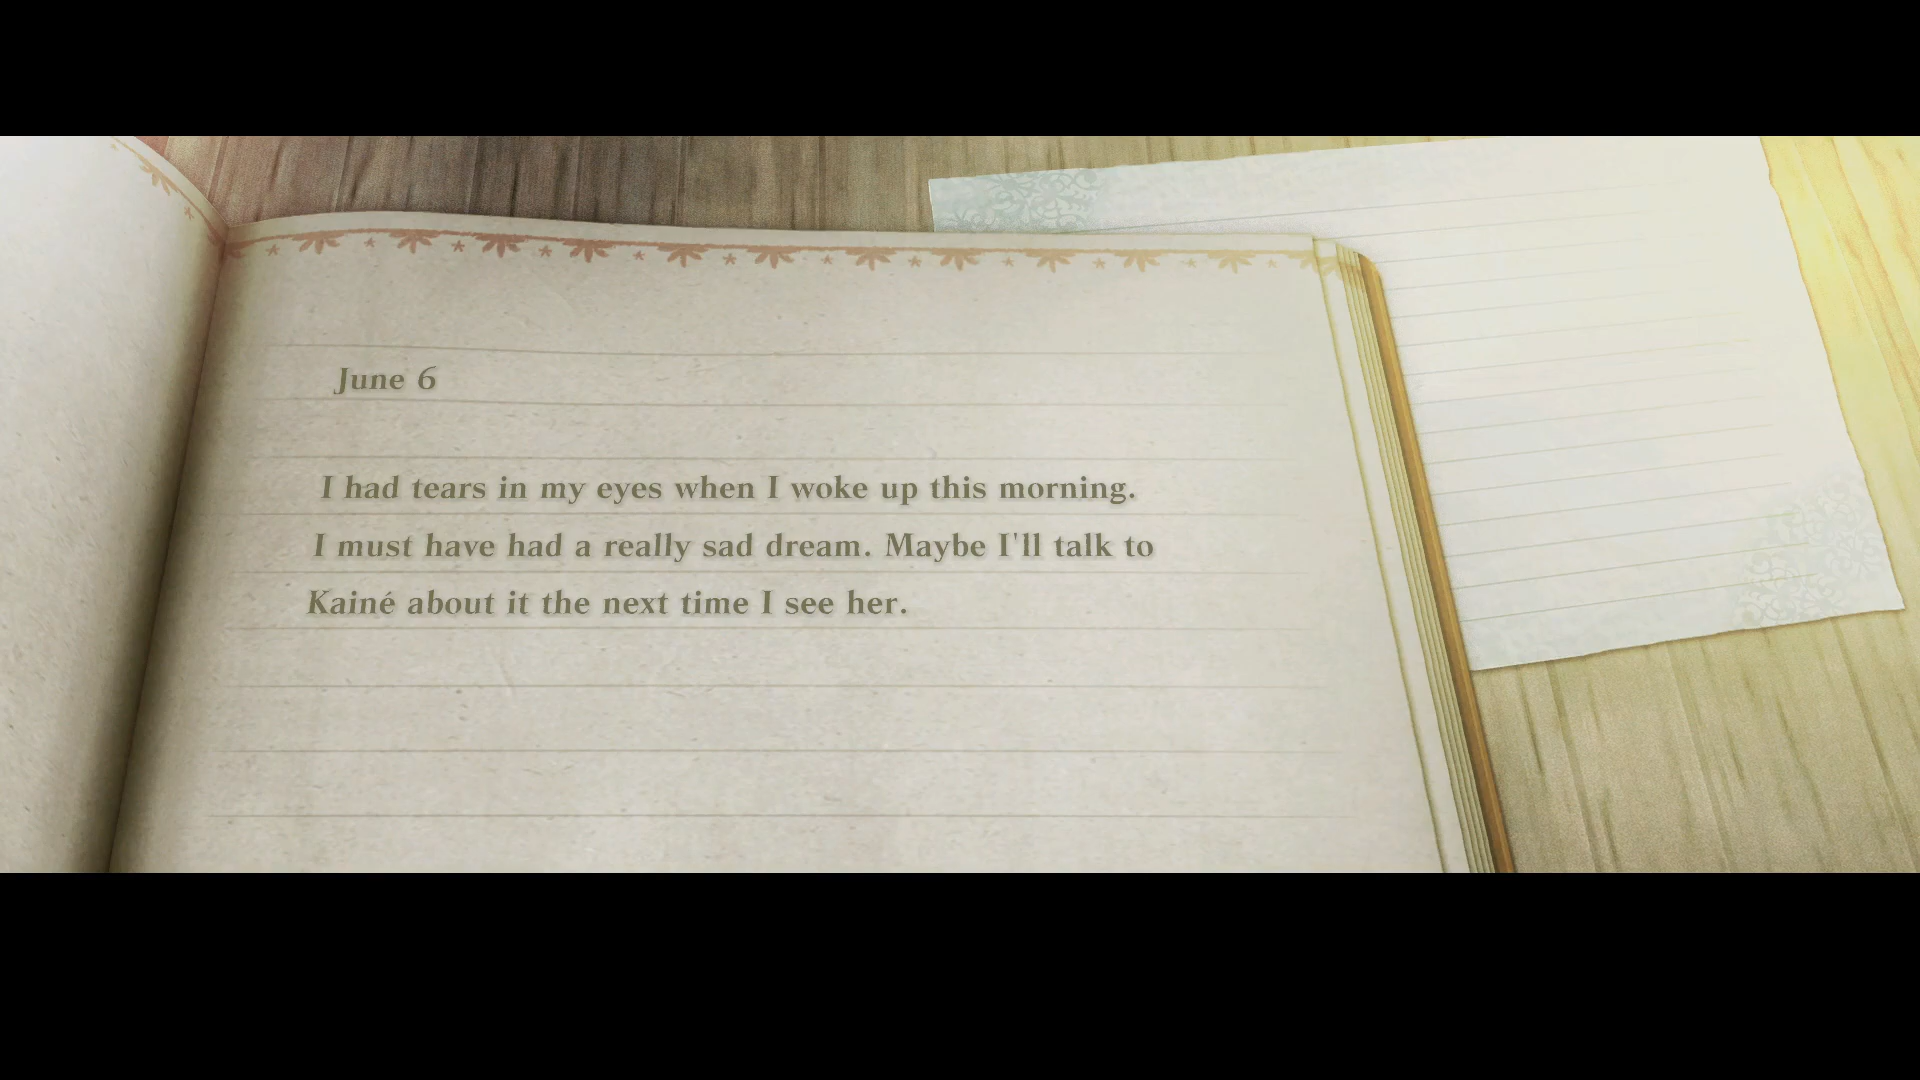 June 6
I had tears in my eyes when I woke up this morning.
I must have had a really sad dream. Maybe I'll talk to
Kainé about it the next time I see her.